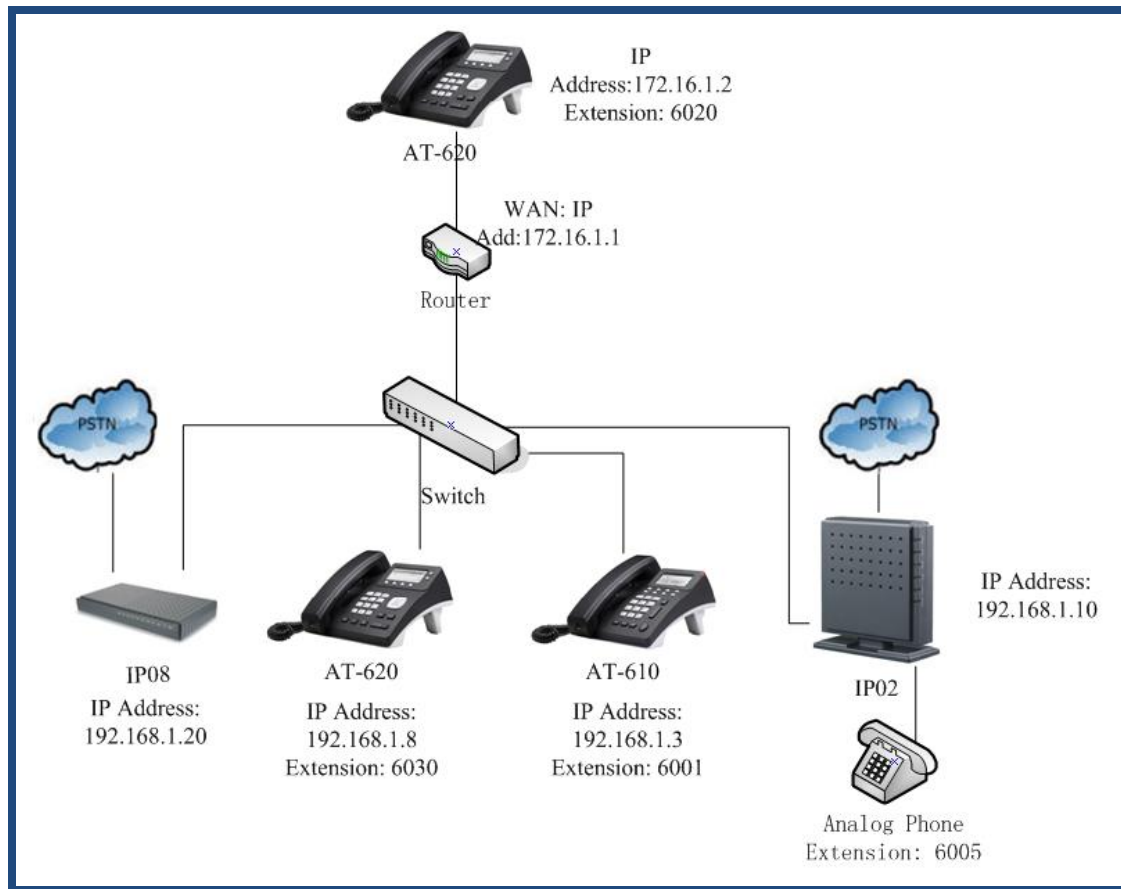 IP
Address:172.16.1.2
Extension: 6020
AT-620
WAN: IP
Add:172.16.1.1
Router
PSTN
PSTN
Switch
IP08
IP Address:
192.168.1.20
AT-620
IP Address:
192.168.1.8
Extension: 6030
AT-610
IP Address:
192.168.1.3
Extension: 6001
IP Address:
192.168.1.10
IP02
Analog Phone
Extension: 6005